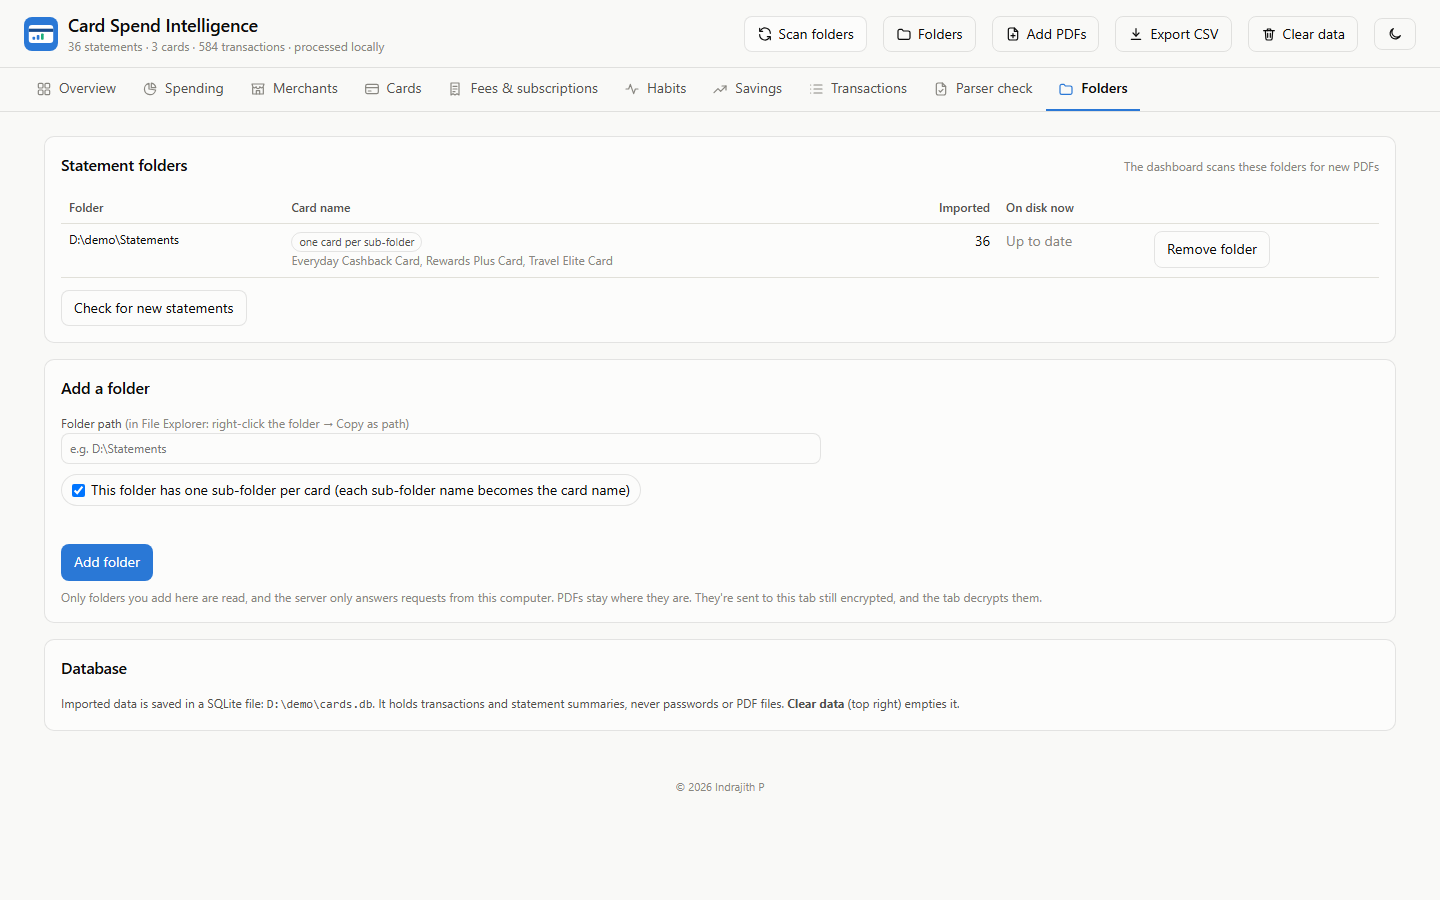 Card Spend Intelligence
36 statements · 3 cards · 584 transactions · processed locally
Scan folders
Folders
Add PDFs
Export CSV
Clear data
Overview
Spending
Merchants
Cards
Fees & subscriptions
Habits
Savings
Transactions
Parser check
Folders
Statement folders
The dashboard scans these folders for new PDFs
Folder
Card name
Imported
On disk now
D:\demo\Statements
one card per sub-folder
36
Up to date
Remove folder
Everyday Cashback Card, Rewards Plus Card, Travel Elite Card
Check for new statements
Add a folder
Folder path (in File Explorer: right-click the folder → Copy as path)
e.g. D:\Statements
This folder has one sub-folder per card (each sub-folder name becomes the card name)
Add folder
Only folders you add here are read, and the server only answers requests from this computer. PDFs stay where they are. They're sent to this tab still encrypted, and the tab decrypts them.
Database
Imported data is saved in a SQLite file: D:\demo\cards.db. It holds transactions and statement summaries, never passwords or PDF files. Clear data (top right) empties it.
© 2026 Indrajith P